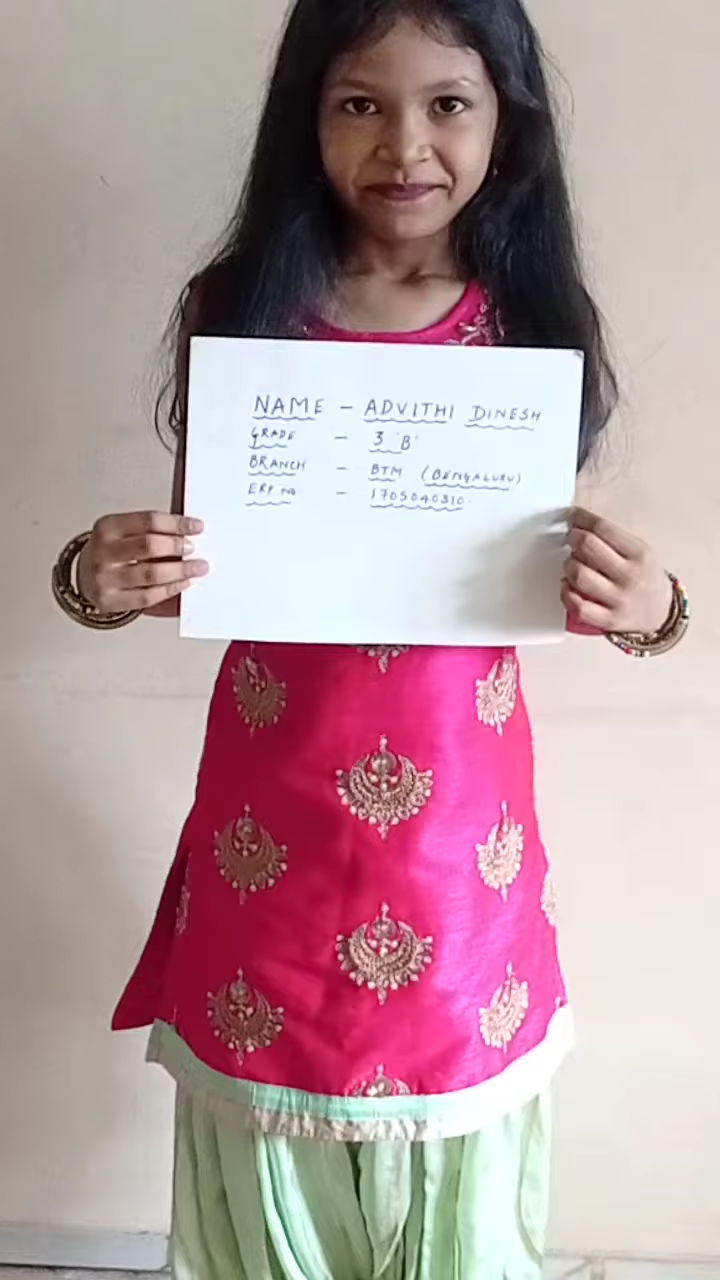 NAME - ADVITHI DINESH
GRADE - 3 'B'
BRANCH - BTM (BENGALURU)
ERP NO. - 1705040310.